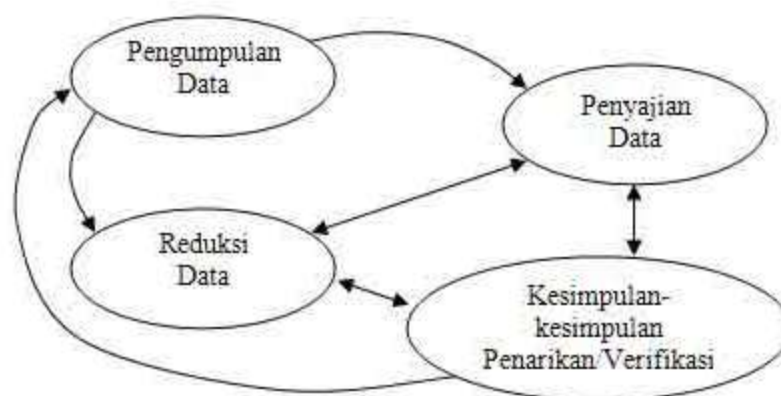 Pengumpulan
Data
Penyajian
Data
Reduksi
Data
Kesimpulan-
kesimpulan
Penarikan/Verifikasi